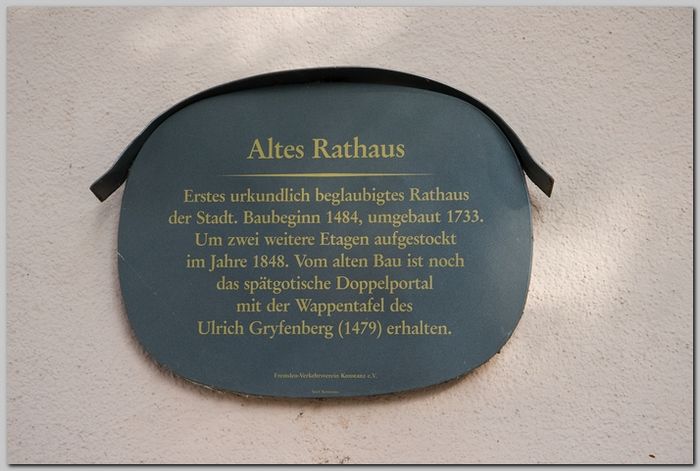 Altes Rathaus
Erstes urkundlich beglaubigtes Rathaus
der Stadt. Baubeginn 1484, umgebaut 1733.
Um zwei weitere Etagen aufgestockt
im Jahre 1848. Vom alten Bau ist noch
das spätgotische Doppelportal
mit der Wappentafel des
Ulrich Gryfenberg (1479) erhalten.
Fremden-Verkehrsverein Konstanz e.V.